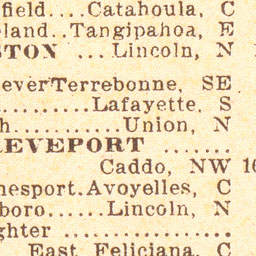 field....Catahoula, C
eland..Tangipahoa, E
STON ...Lincoln, N
everTerrebonne, SE
..........Lafayette, S
h..........Union, N
REVEPORT .......
Caddo, NW 16
nesport.Avoyelles, C
boro......Lincoln, N
ghter .................
East Feliciana, C